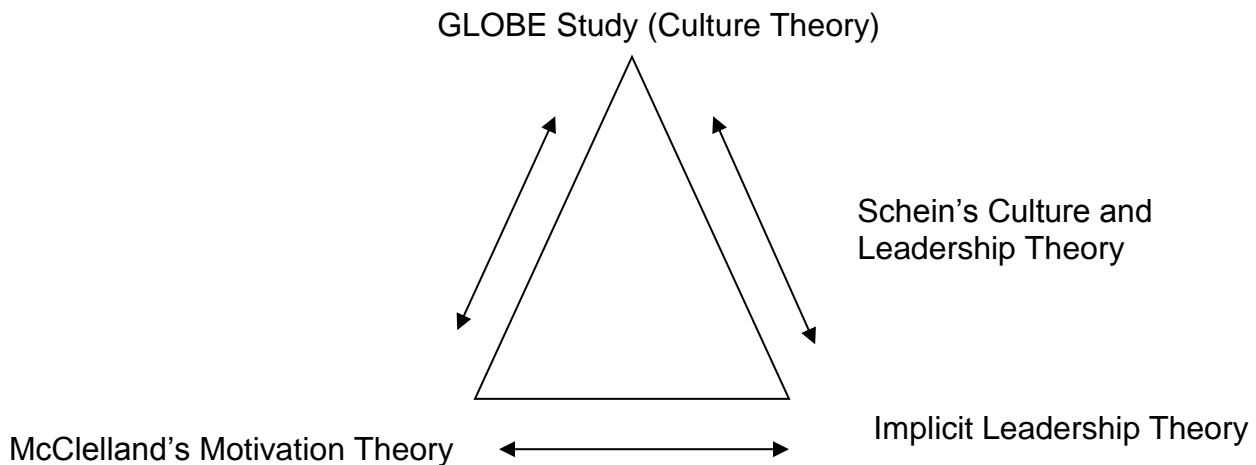 GLOBE Study (Culture Theory)
Schein’s Culture and
Leadership Theory
Implicit Leadership Theory
McClelland’s Motivation Theory